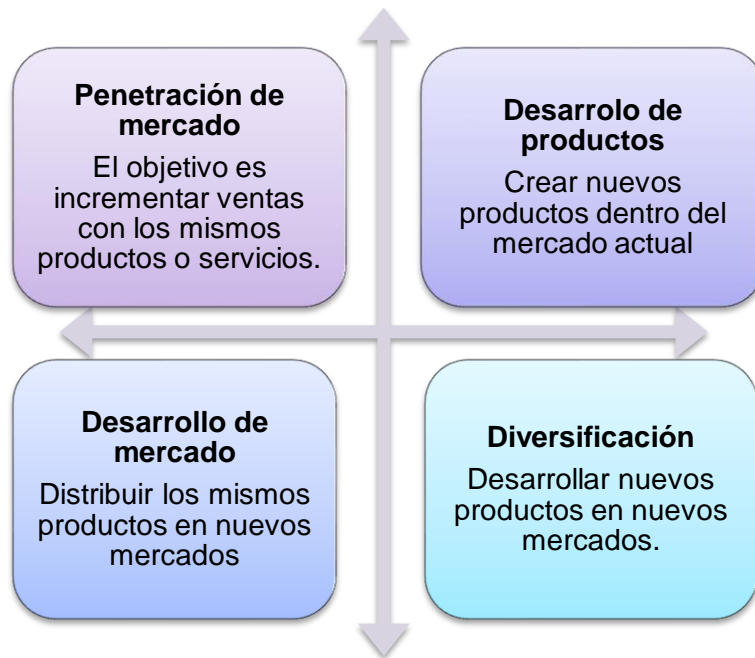 Penetración de
mercado
El objetivo es
incrementar ventas
con los mismos
productos o servicios.
Desarrolo de
productos
Crear nuevos
productos dentro del
mercado actual
Desarrollo de
mercado
Distribuir los mismos
productos en nuevos
mercados
Diversificación
Desarrollar nuevos
productos en nuevos
mercados.